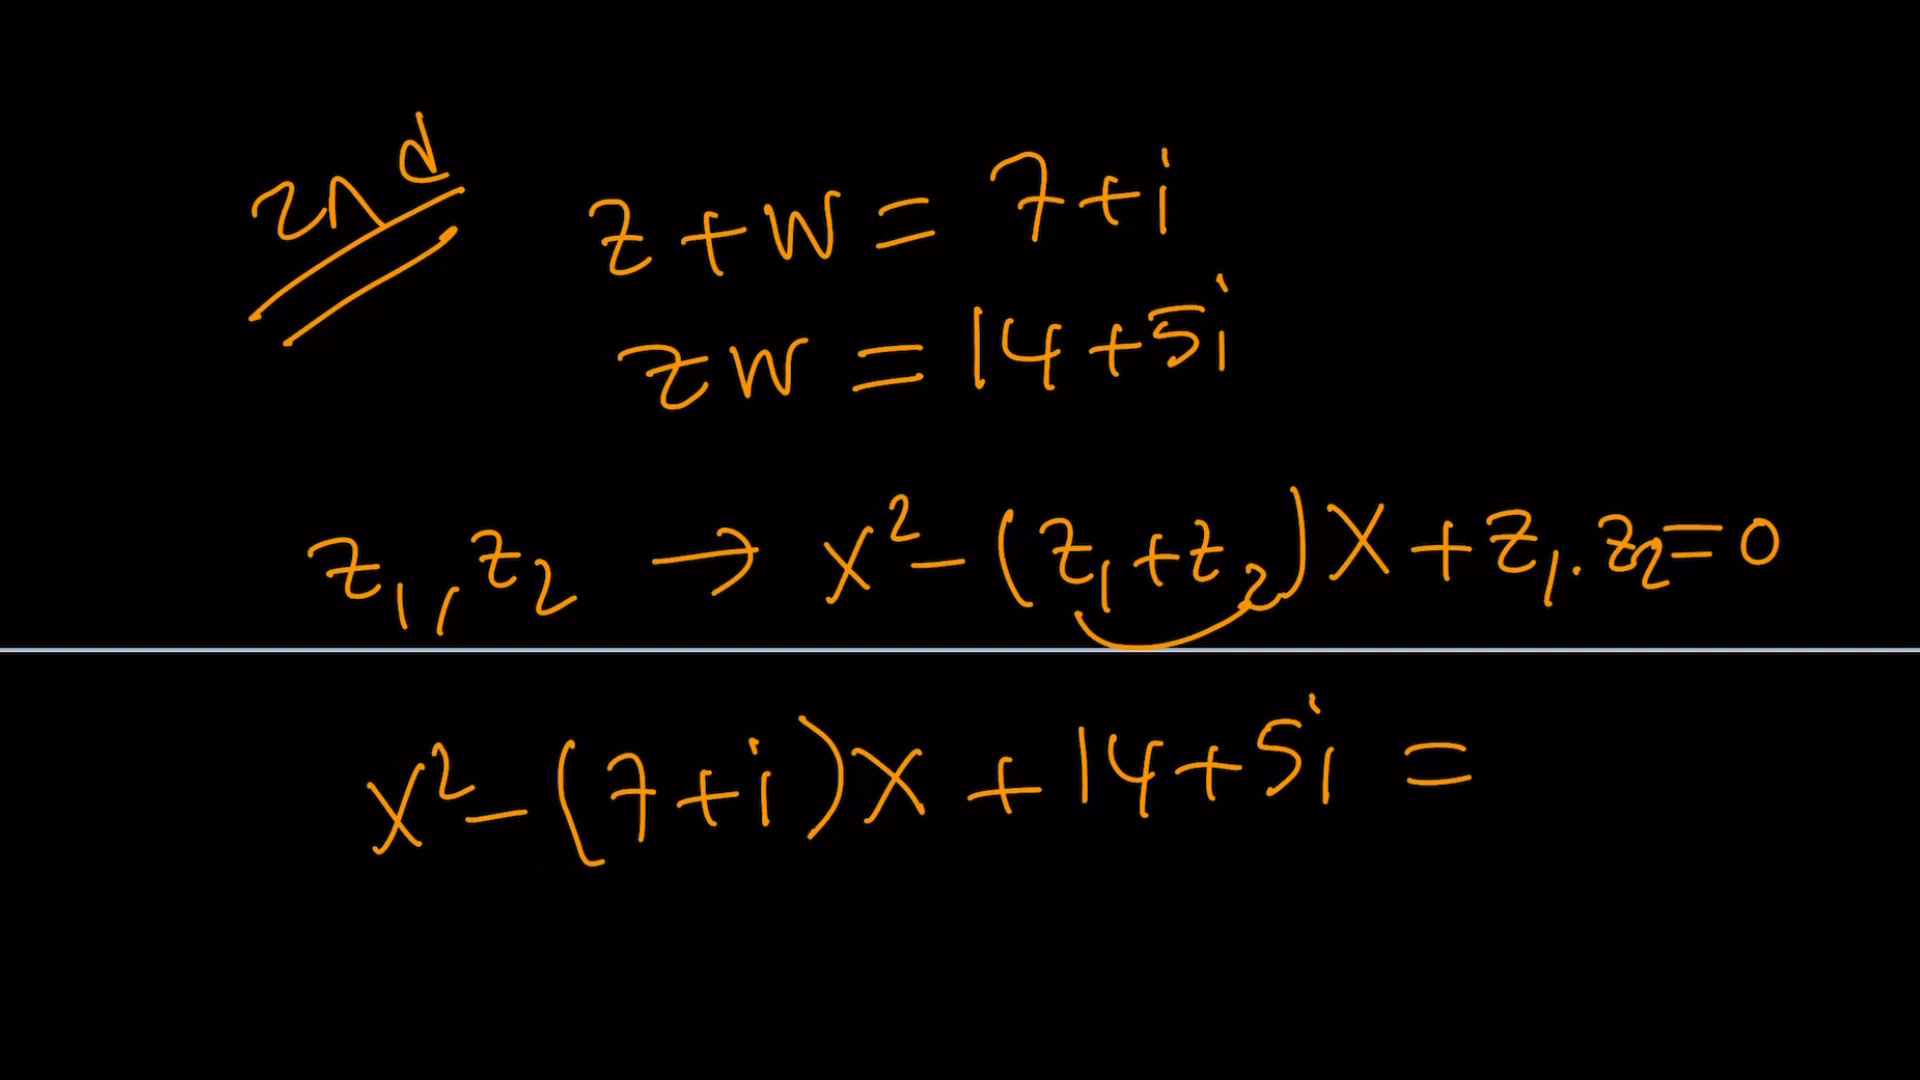 2nd
z + w = 7 + i
zw = 14 + 5i
z₁, z₂ → x² - (z₁ + z₂)x + z₁ · z₂ = 0
x² - (7 + i)x + 14 + 5i =